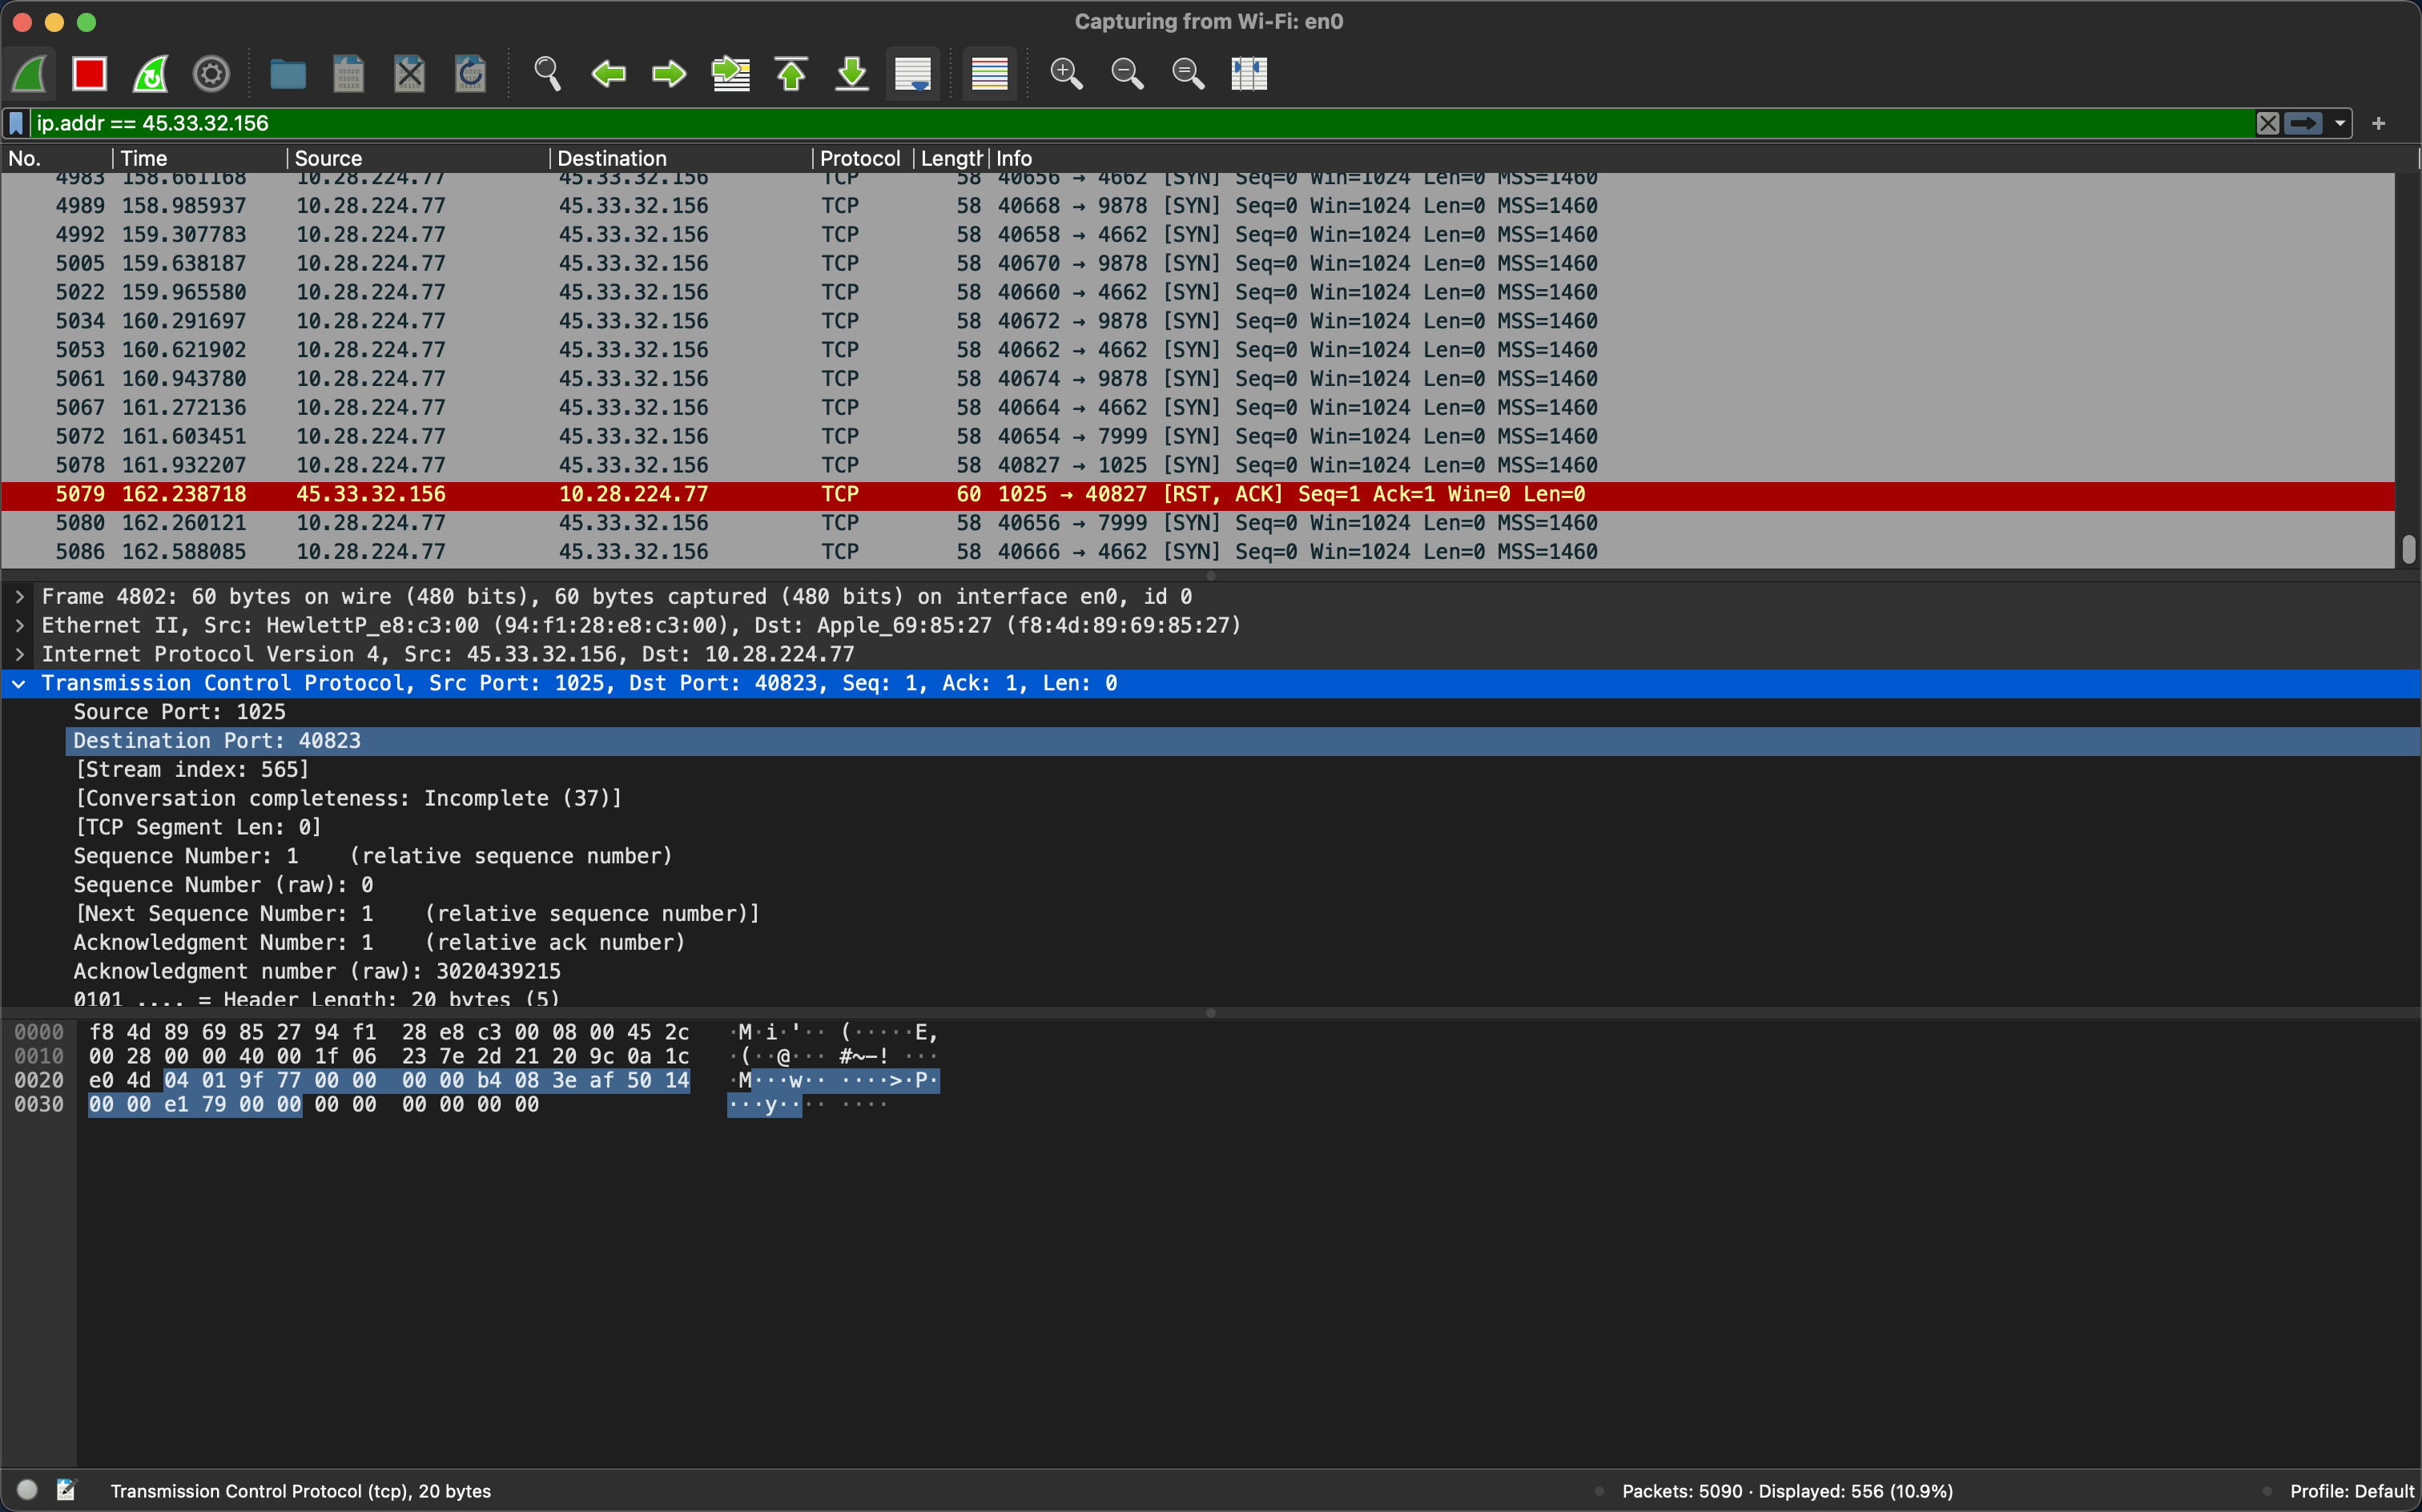 Capturing from Wi-Fi: en0
ip.addr == 45.33.32.156
No. Time Source Destination Protocol Length Info
4983 158.661168 10.28.224.77 45.33.32.156 TCP 58 40656 → 4662 [SYN] Seq=0 Win=1024 Len=0 MSS=1460
4989 158.985937 10.28.224.77 45.33.32.156 TCP 58 40668 → 9878 [SYN] Seq=0 Win=1024 Len=0 MSS=1460
4992 159.307783 10.28.224.77 45.33.32.156 TCP 58 40658 → 4662 [SYN] Seq=0 Win=1024 Len=0 MSS=1460
5005 159.638187 10.28.224.77 45.33.32.156 TCP 58 40670 → 9878 [SYN] Seq=0 Win=1024 Len=0 MSS=1460
5022 159.965580 10.28.224.77 45.33.32.156 TCP 58 40660 → 4662 [SYN] Seq=0 Win=1024 Len=0 MSS=1460
5034 160.291697 10.28.224.77 45.33.32.156 TCP 58 40672 → 9878 [SYN] Seq=0 Win=1024 Len=0 MSS=1460
5053 160.621902 10.28.224.77 45.33.32.156 TCP 58 40662 → 4662 [SYN] Seq=0 Win=1024 Len=0 MSS=1460
5061 160.943780 10.28.224.77 45.33.32.156 TCP 58 40674 → 9878 [SYN] Seq=0 Win=1024 Len=0 MSS=1460
5067 161.272136 10.28.224.77 45.33.32.156 TCP 58 40664 → 4662 [SYN] Seq=0 Win=1024 Len=0 MSS=1460
5072 161.603451 10.28.224.77 45.33.32.156 TCP 58 40654 → 7999 [SYN] Seq=0 Win=1024 Len=0 MSS=1460
5078 161.932207 10.28.224.77 45.33.32.156 TCP 58 40827 → 1025 [SYN] Seq=0 Win=1024 Len=0 MSS=1460
5079 162.238718 45.33.32.156 10.28.224.77 TCP 60 1025 → 40827 [RST, ACK] Seq=1 Ack=1 Win=0 Len=0
5080 162.260121 10.28.224.77 45.33.32.156 TCP 58 40656 → 7999 [SYN] Seq=0 Win=1024 Len=0 MSS=1460
5086 162.588085 10.28.224.77 45.33.32.156 TCP 58 40666 → 4662 [SYN] Seq=0 Win=1024 Len=0 MSS=1460
Frame 4802: 60 bytes on wire (480 bits), 60 bytes captured (480 bits) on interface en0, id 0
Ethernet II, Src: HewlettP_e8:c3:00 (94:f1:28:e8:c3:00), Dst: Apple_69:85:27 (f8:4d:89:69:85:27)
Internet Protocol Version 4, Src: 45.33.32.156, Dst: 10.28.224.77
Transmission Control Protocol, Src Port: 1025, Dst Port: 40823, Seq: 1, Ack: 1, Len: 0
Source Port: 1025
Destination Port: 40823
[Stream index: 565]
[Conversation completeness: Incomplete (37)]
[TCP Segment Len: 0]
Sequence Number: 1 (relative sequence number)
Sequence Number (raw): 0
[Next Sequence Number: 1 (relative sequence number)]
Acknowledgment Number: 1 (relative ack number)
Acknowledgment number (raw): 3020439215
0101 .... = Header Length: 20 bytes (5)
0000 f8 4d 89 69 85 27 94 f1 28 e8 c3 00 08 00 45 2c ·M·i·'·· (·····E,
0010 00 28 00 00 40 00 1f 06 23 7e 2d 21 20 9c 0a 1c ·(··@··· #~-! ···
0020 e0 4d 04 01 9f 77 00 00 00 00 b4 08 3e af 50 14 ·M···w·· ····>·P·
0030 00 00 e1 79 00 00 00 00 00 00 00 00 ···y···· ····
Transmission Control Protocol (tcp), 20 bytes
Packets: 5090 · Displayed: 556 (10.9%)
Profile: Default